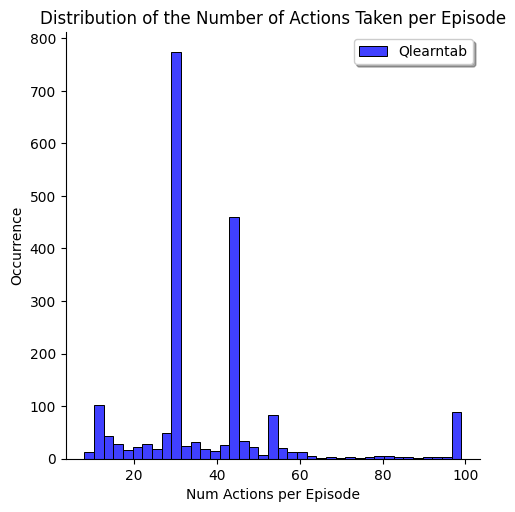 Distribution of the Number of Actions Taken per Episode
Qlearntab
800
700
600
500
400
300
200
100
0
Occurrence
20 40 60 80 100
Num Actions per Episode